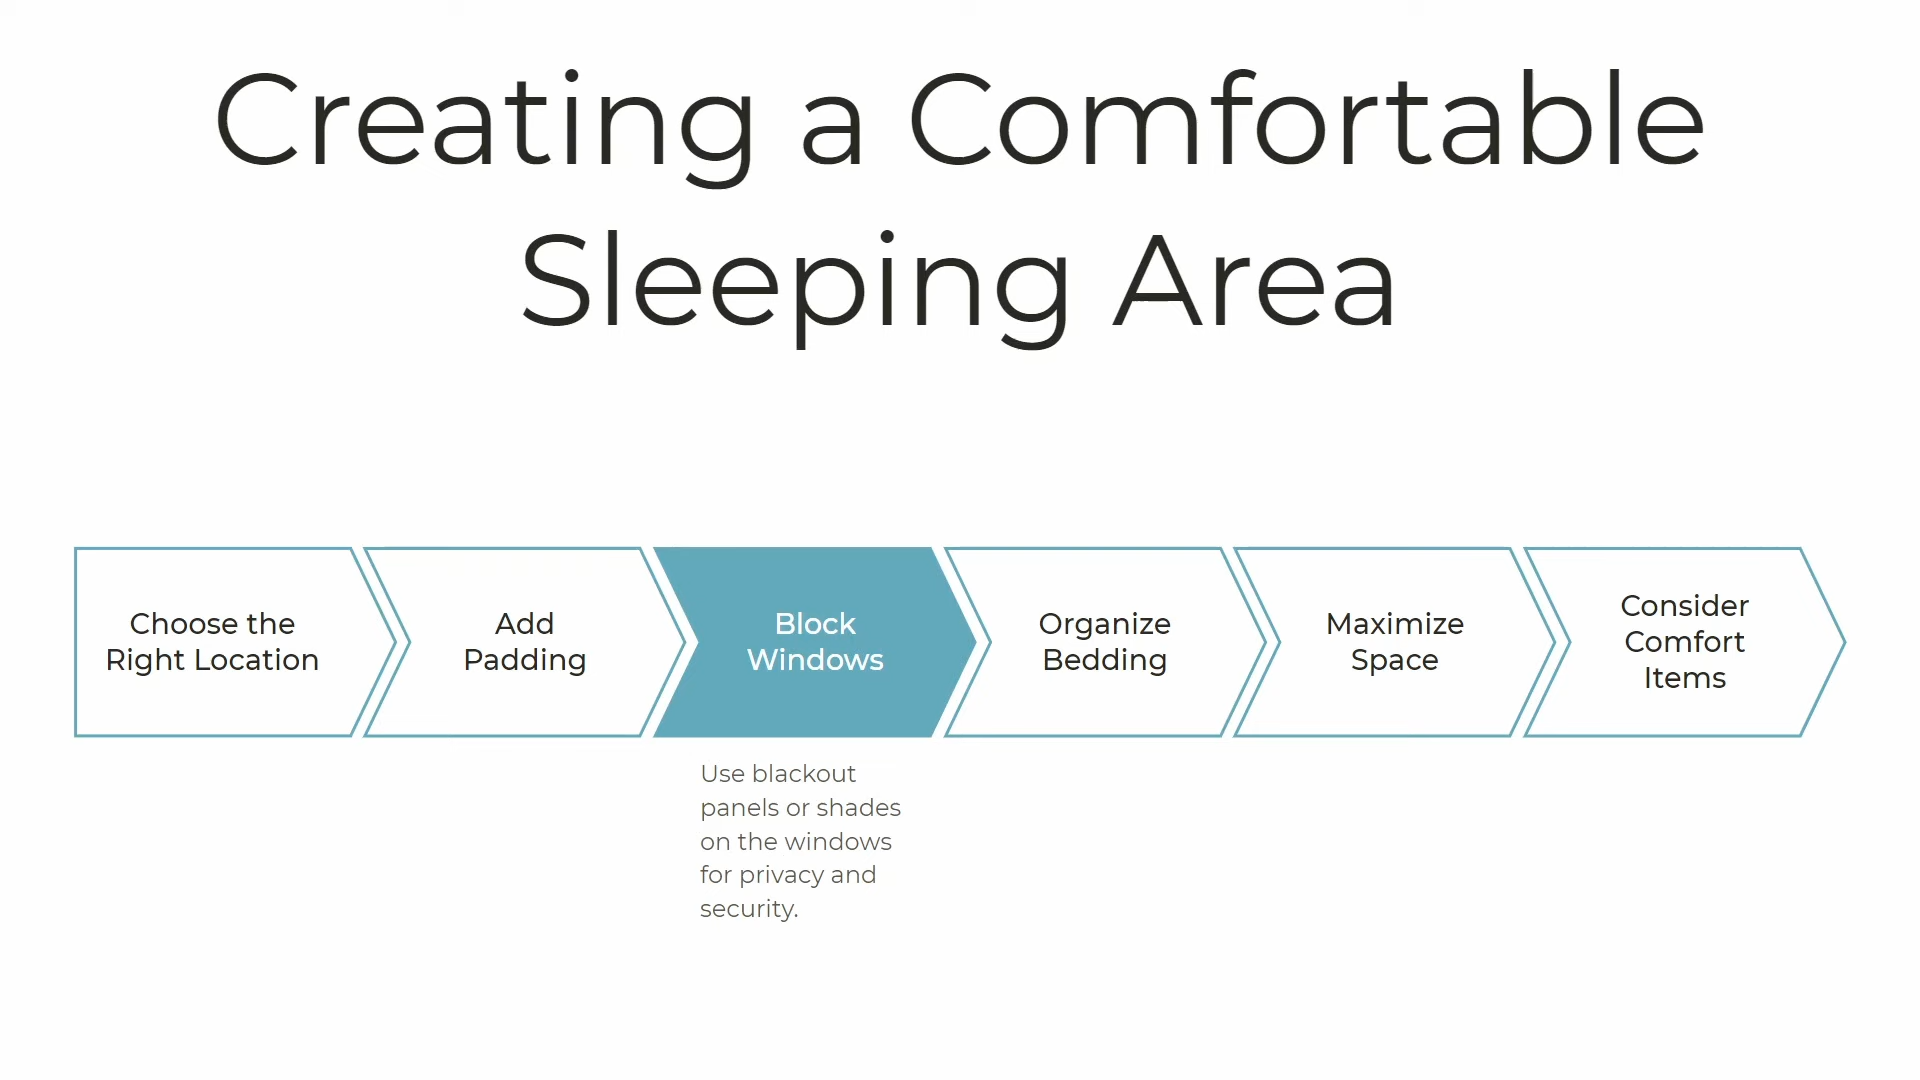 Creating a Comfortable
Sleeping Area
Choose the
Right Location
Add
Padding
Block
Windows
Organize
Bedding
Maximize
Space
Consider
Comfort
Items
Use blackout
panels or shades
on the windows
for privacy and
security.